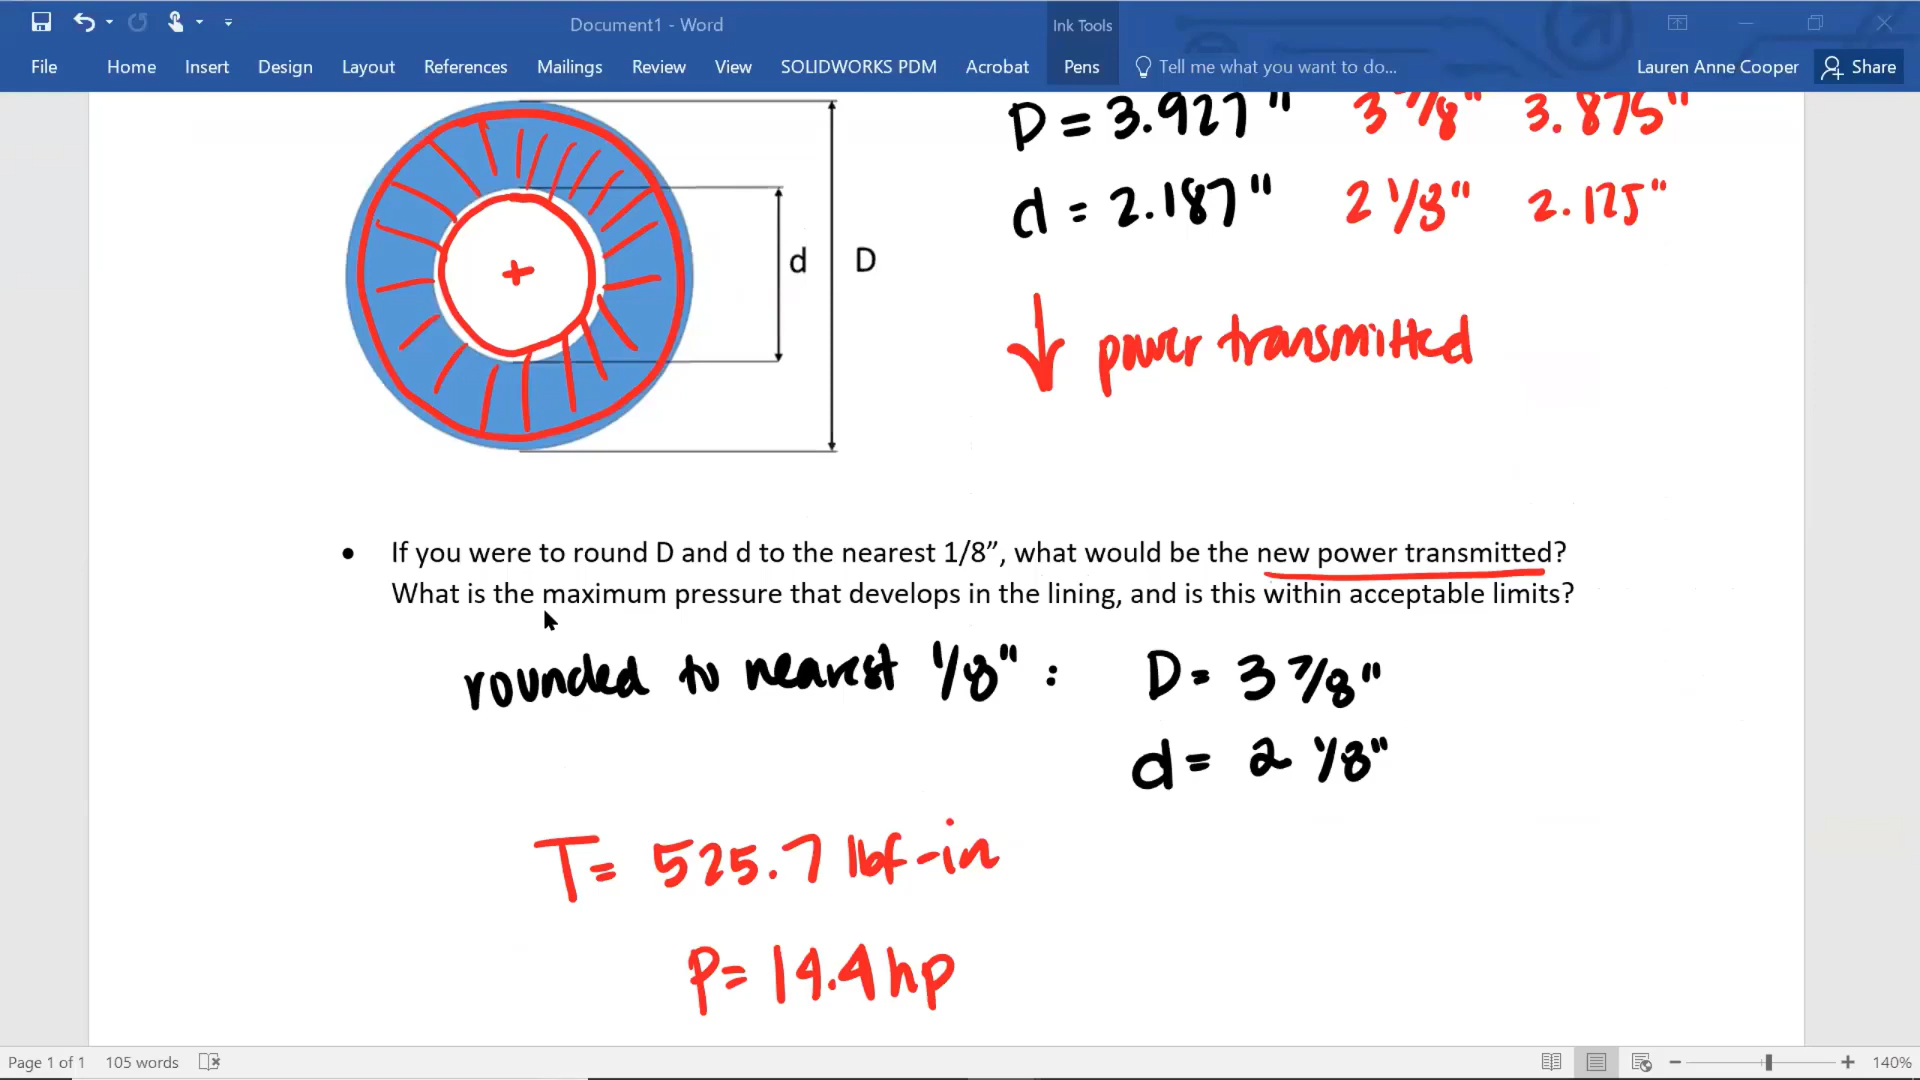 Document1 - Word
Ink Tools
File Home Insert Design Layout References Mailings Review View SOLIDWORKS PDM Acrobat Pens Tell me what you want to do... Lauren Anne Cooper Share
D = 3.927" 3 7/8" 3.875"
d = 2.187" 2 1/8" 2.125"
d D
↓ power transmitted
• If you were to round D and d to the nearest 1/8”, what would be the new power transmitted?
What is the maximum pressure that develops in the lining, and is this within acceptable limits?
rounded to nearest 1/8" : D = 3 7/8"
d = 2 1/8"
T = 525.7 lbf-in
P = 14.4 hp
Page 1 of 1 105 words 140%